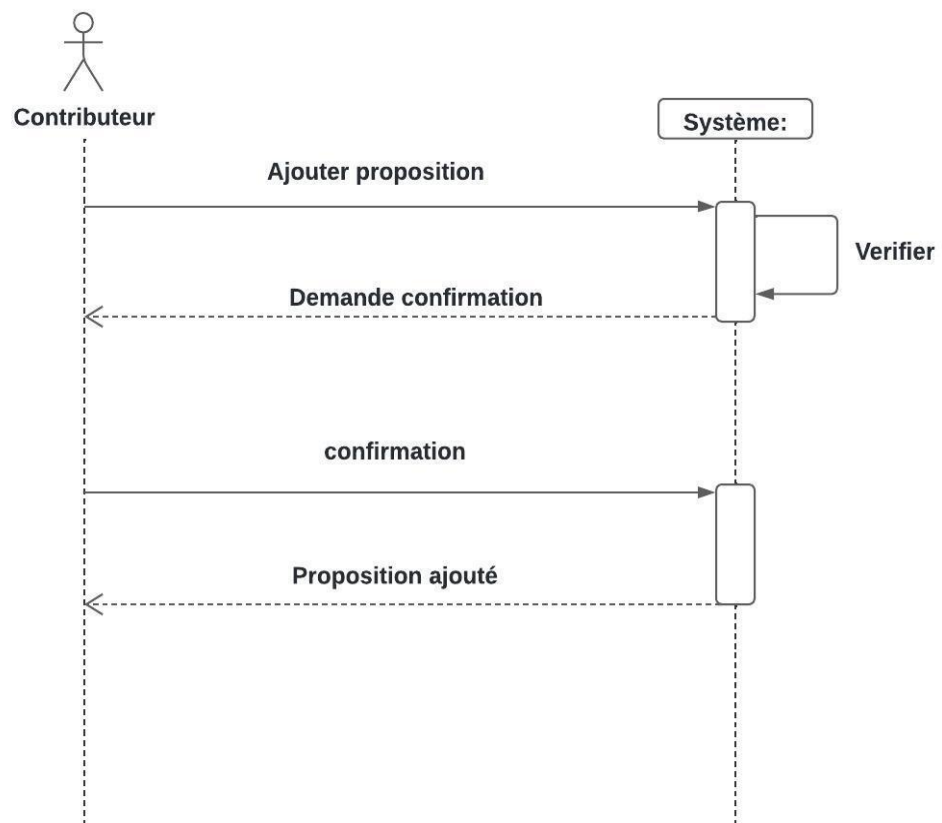 Contributeur
Système:
Ajouter proposition
Verifier
Demande confirmation
confirmation
Proposition ajouté